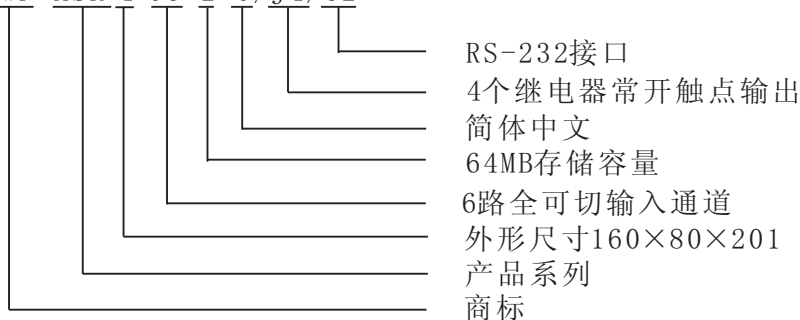 RS-232接口
4个继电器常开触点输出
简体中文
64MB存储容量
6路全可切输入通道
外形尺寸160×80×201
产品系列
商标